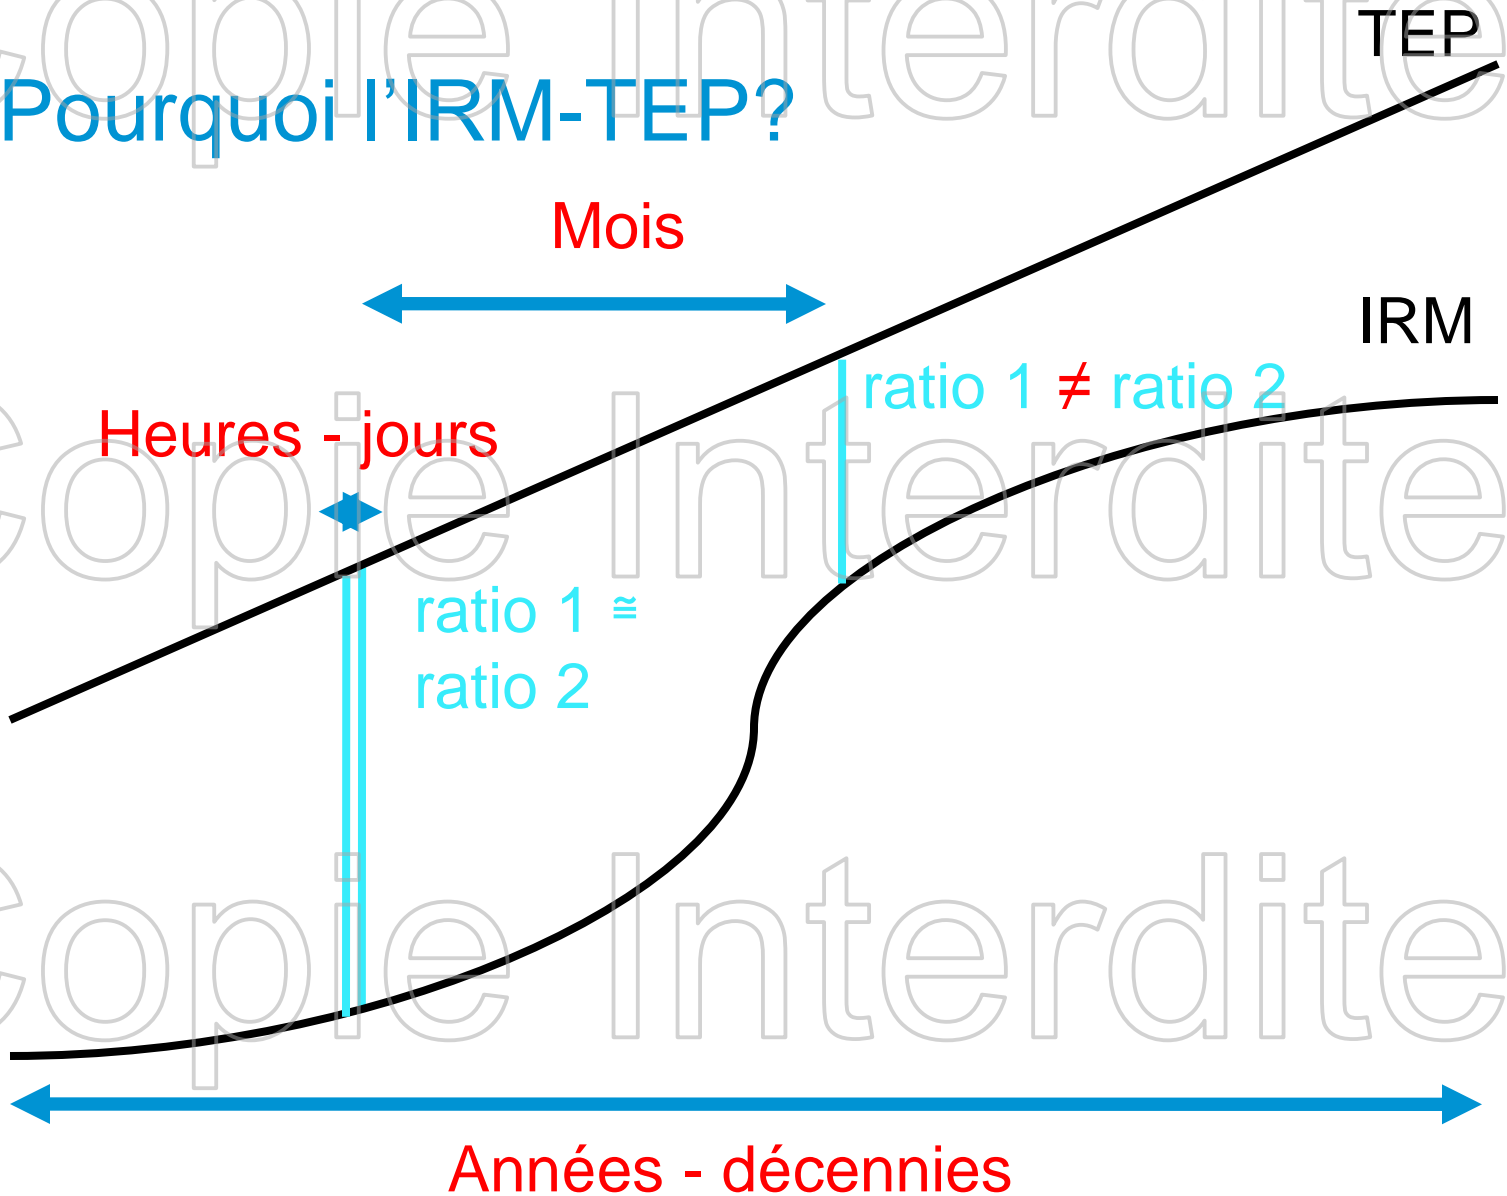 TEP
Pourquoi l’IRM-TEP?
Mois
IRM
ratio 1 ≠ ratio 2
Heures - jours
ratio 1 ≅
ratio 2
Années - décennies
Copie Interdite
Copie Interdite
Copie Interdite